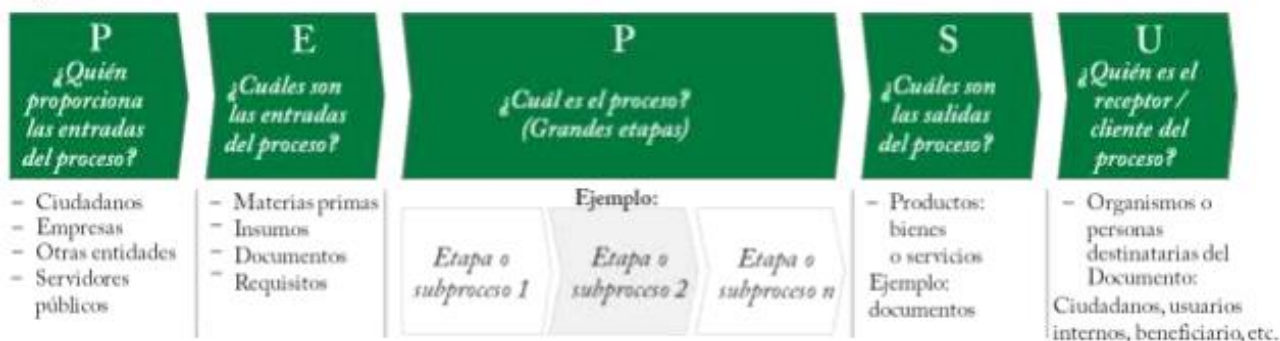 P
¿Quién
proporciona
las entradas
del proceso?
- Ciudadanos
- Empresas
- Otras entidades
- Servidores
públicos
E
¿Cuáles son
las entradas
del proceso?
- Materias primas
- Insumos
- Documentos
- Requisitos
P
¿Cuál es el proceso?
(Grandes etapas)
Ejemplo:
Etapa o
subproceso 1
Etapa o
subproceso 2
Etapa o
subproceso n
S
¿Cuáles son
las salidas
del proceso?
- Productos:
bienes
o servicios
Ejemplo:
documentos
U
¿Quién es el
receptor /
cliente del
proceso?
- Organismos o
personas
destinatarias del
Documento:
Ciudadanos, usuarios
internos, beneficiario, etc.